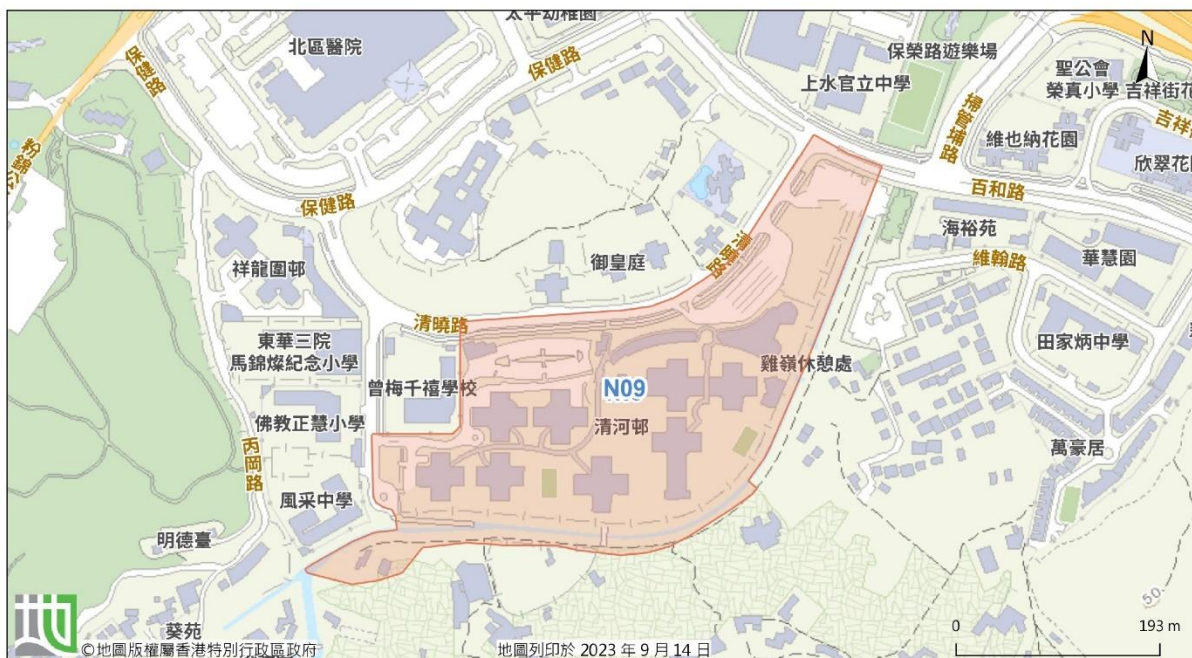 太平幼稚園
北區醫院
保健路
保健路
保榮路遊樂場
N
上水官立中學
聖公會
榮真小學
吉祥街花
掃管埔路
維也納花園
欣翠花
百和路
保健路
海裕苑
華慧園
維翰路
祥龍圍邨
御皇庭
清曉路
清曉路
東華三院
馬錦燦紀念小學
田家炳中學
曾梅千禧學校
雞嶺休憩處
N09
清河邨
佛教正慧小學
萬豪居
丙岡路
風采中學
明德臺
葵苑
50
0
193 m
©地圖版權屬香港特別行政區政府
地圖列印於 2023 年 9 月 14 日